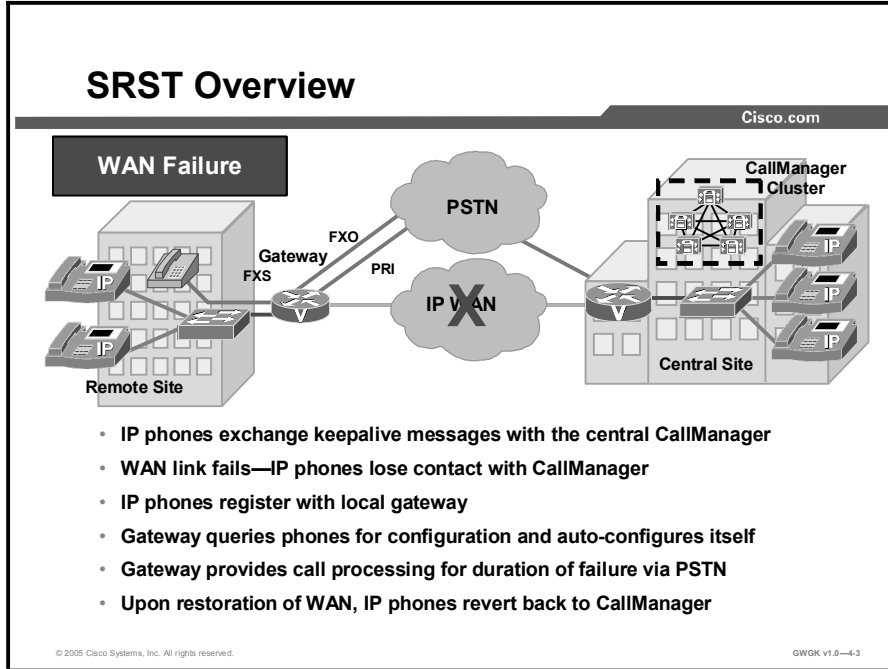 SRST Overview
Cisco.com
WAN Failure
CallManager
Cluster
PSTN
FXO
Gateway
FXS
PRI
IP
IP
IP WAN
X
V
V
IP
IP
IP
Remote Site
Central Site
• IP phones exchange keepalive messages with the central CallManager
• WAN link fails—IP phones lose contact with CallManager
• IP phones register with local gateway
• Gateway queries phones for configuration and auto-configures itself
• Gateway provides call processing for duration of failure via PSTN
• Upon restoration of WAN, IP phones revert back to CallManager
© 2005 Cisco Systems, Inc. All rights reserved.
GWGK v1.0—4-3